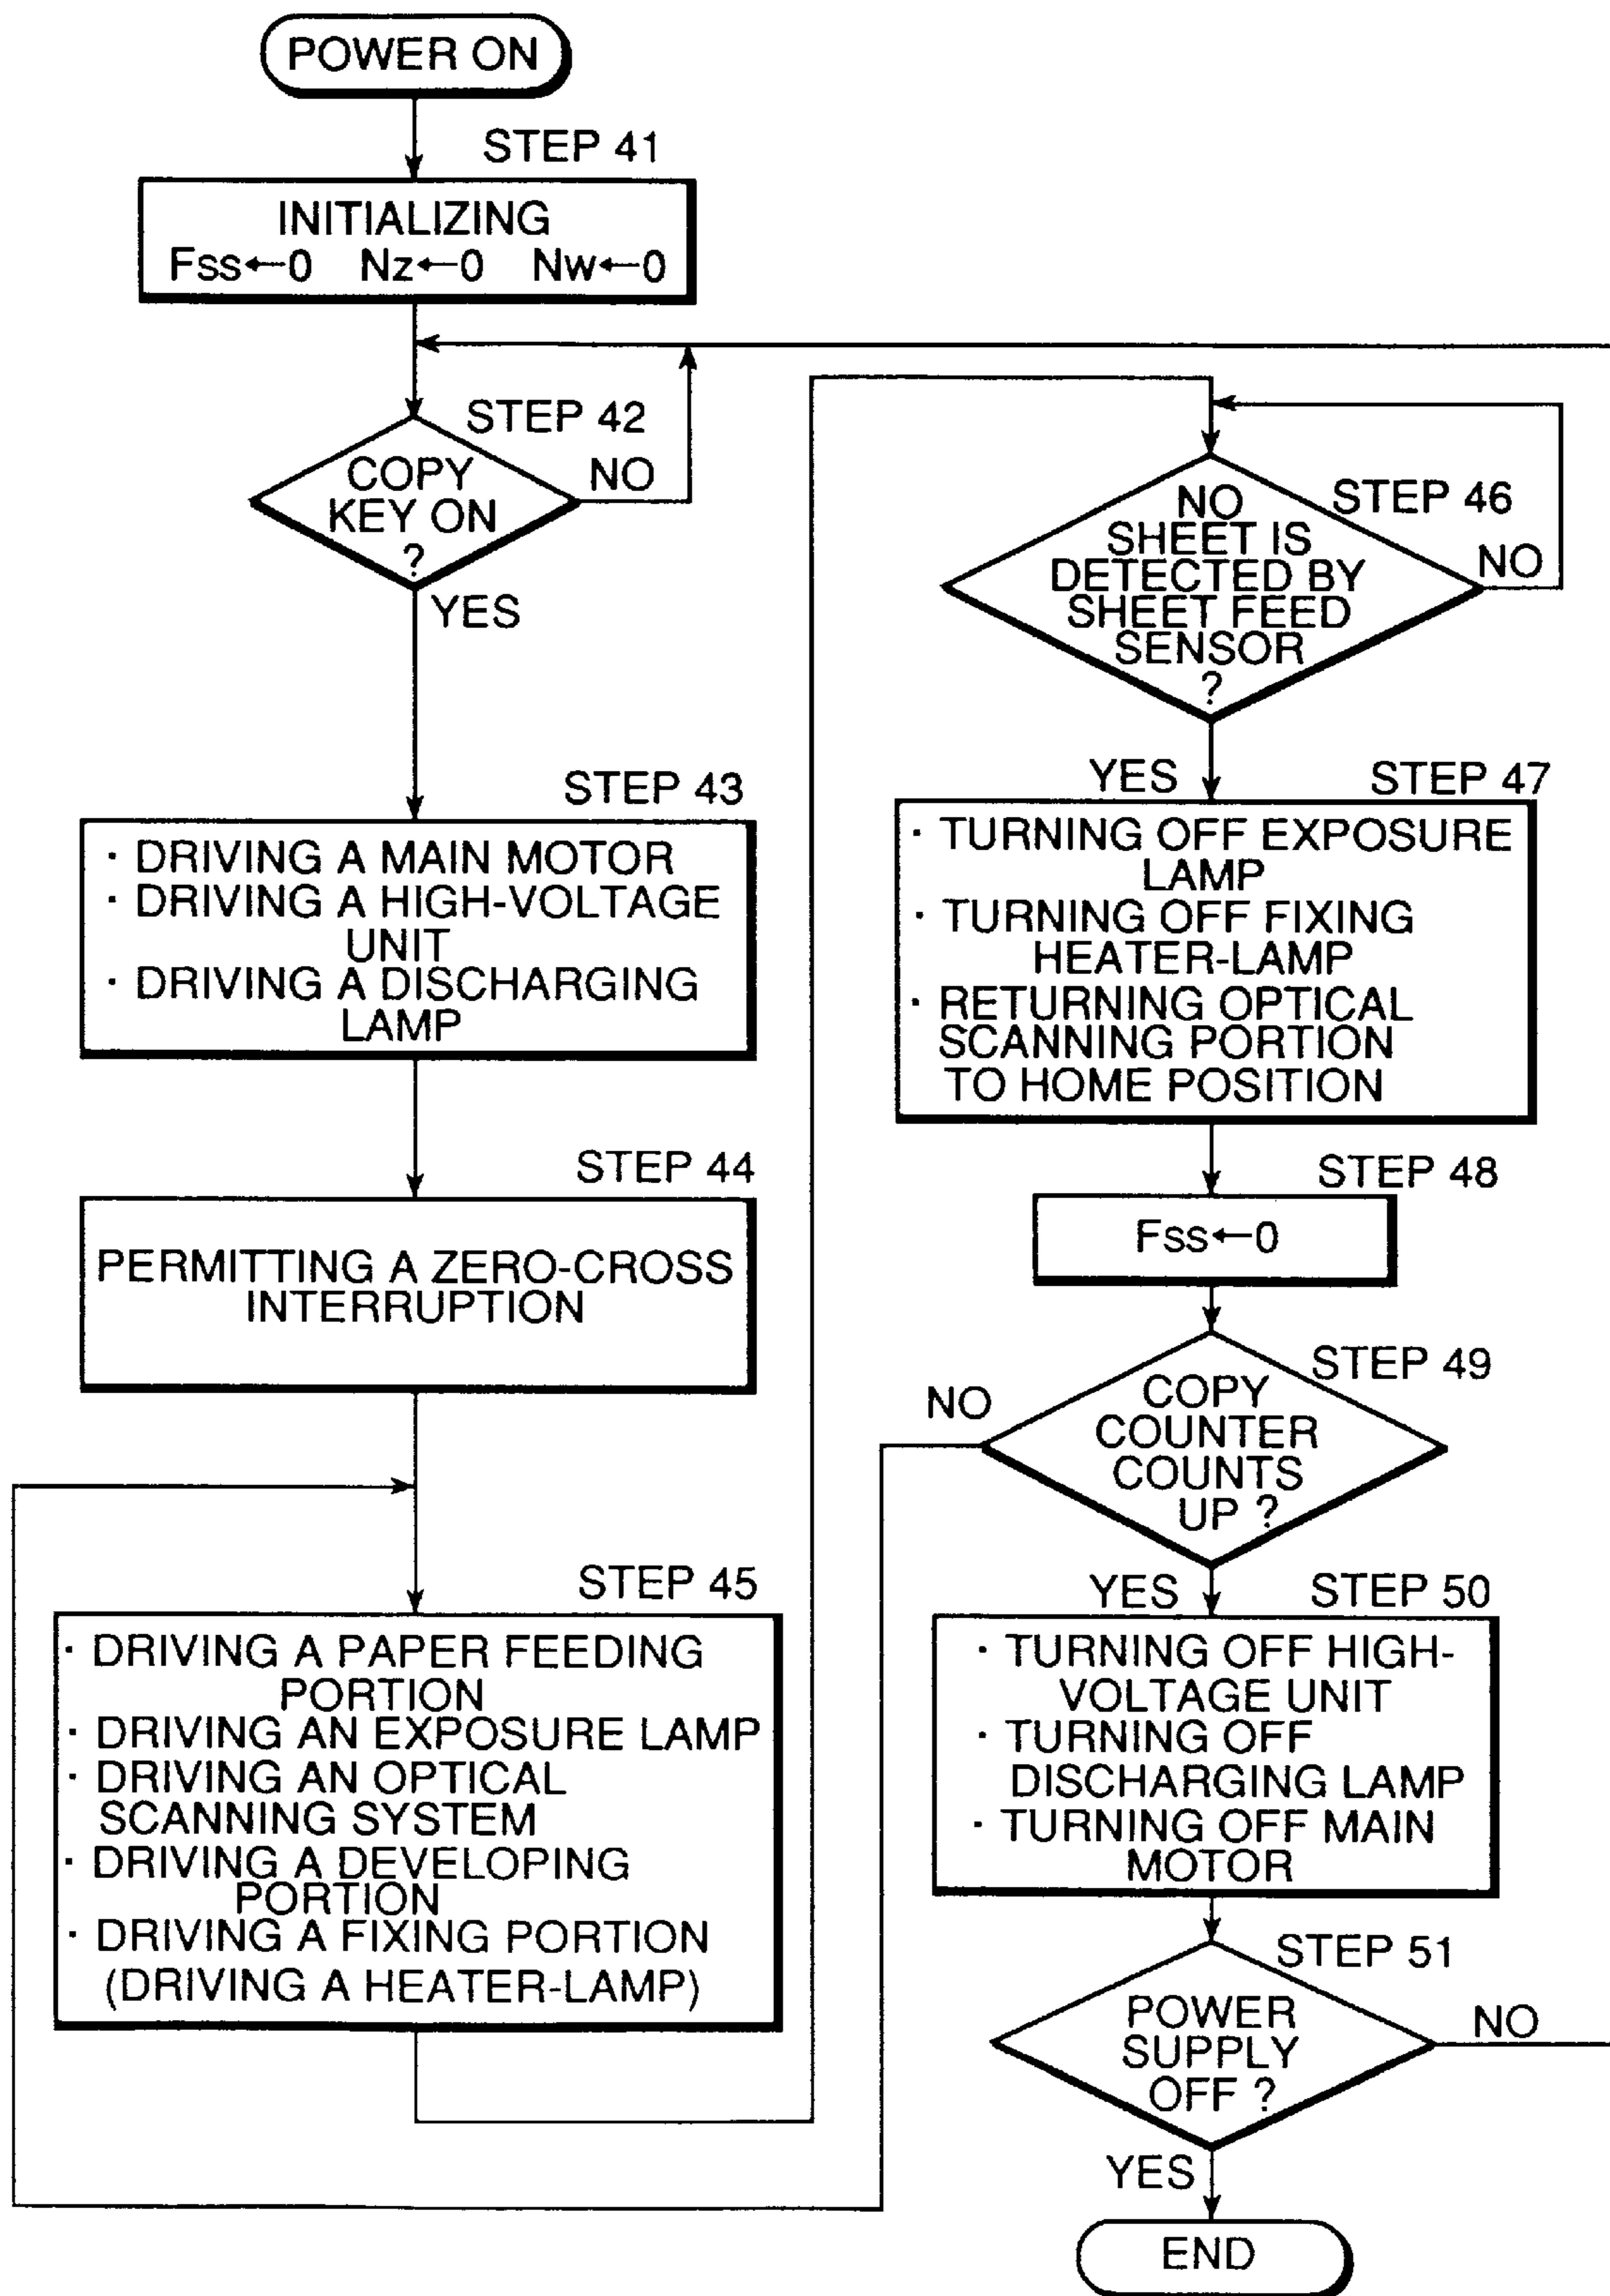 POWER ON
STEP 41
INITIALIZING
Fss←0 Nz←0 Nw←0
STEP 42
COPY
KEY ON
?
NO
YES
STEP 43
· DRIVING A MAIN MOTOR
· DRIVING A HIGH-VOLTAGE
UNIT
· DRIVING A DISCHARGING
LAMP
STEP 44
PERMITTING A ZERO-CROSS
INTERRUPTION
STEP 45
· DRIVING A PAPER FEEDING
PORTION
· DRIVING AN EXPOSURE LAMP
· DRIVING AN OPTICAL
SCANNING SYSTEM
· DRIVING A DEVELOPING
PORTION
· DRIVING A FIXING PORTION
(DRIVING A HEATER-LAMP)
STEP 46
NO
SHEET IS
DETECTED BY
SHEET FEED
SENSOR
?
NO
YES
STEP 47
· TURNING OFF EXPOSURE
LAMP
· TURNING OFF FIXING
HEATER-LAMP
· RETURNING OPTICAL
SCANNING PORTION
TO HOME POSITION
STEP 48
Fss←0
STEP 49
COPY
COUNTER
COUNTS
UP ?
NO
YES
STEP 50
· TURNING OFF HIGH-
VOLTAGE UNIT
· TURNING OFF
DISCHARGING LAMP
· TURNING OFF MAIN
MOTOR
STEP 51
POWER
SUPPLY
OFF ?
NO
YES
END